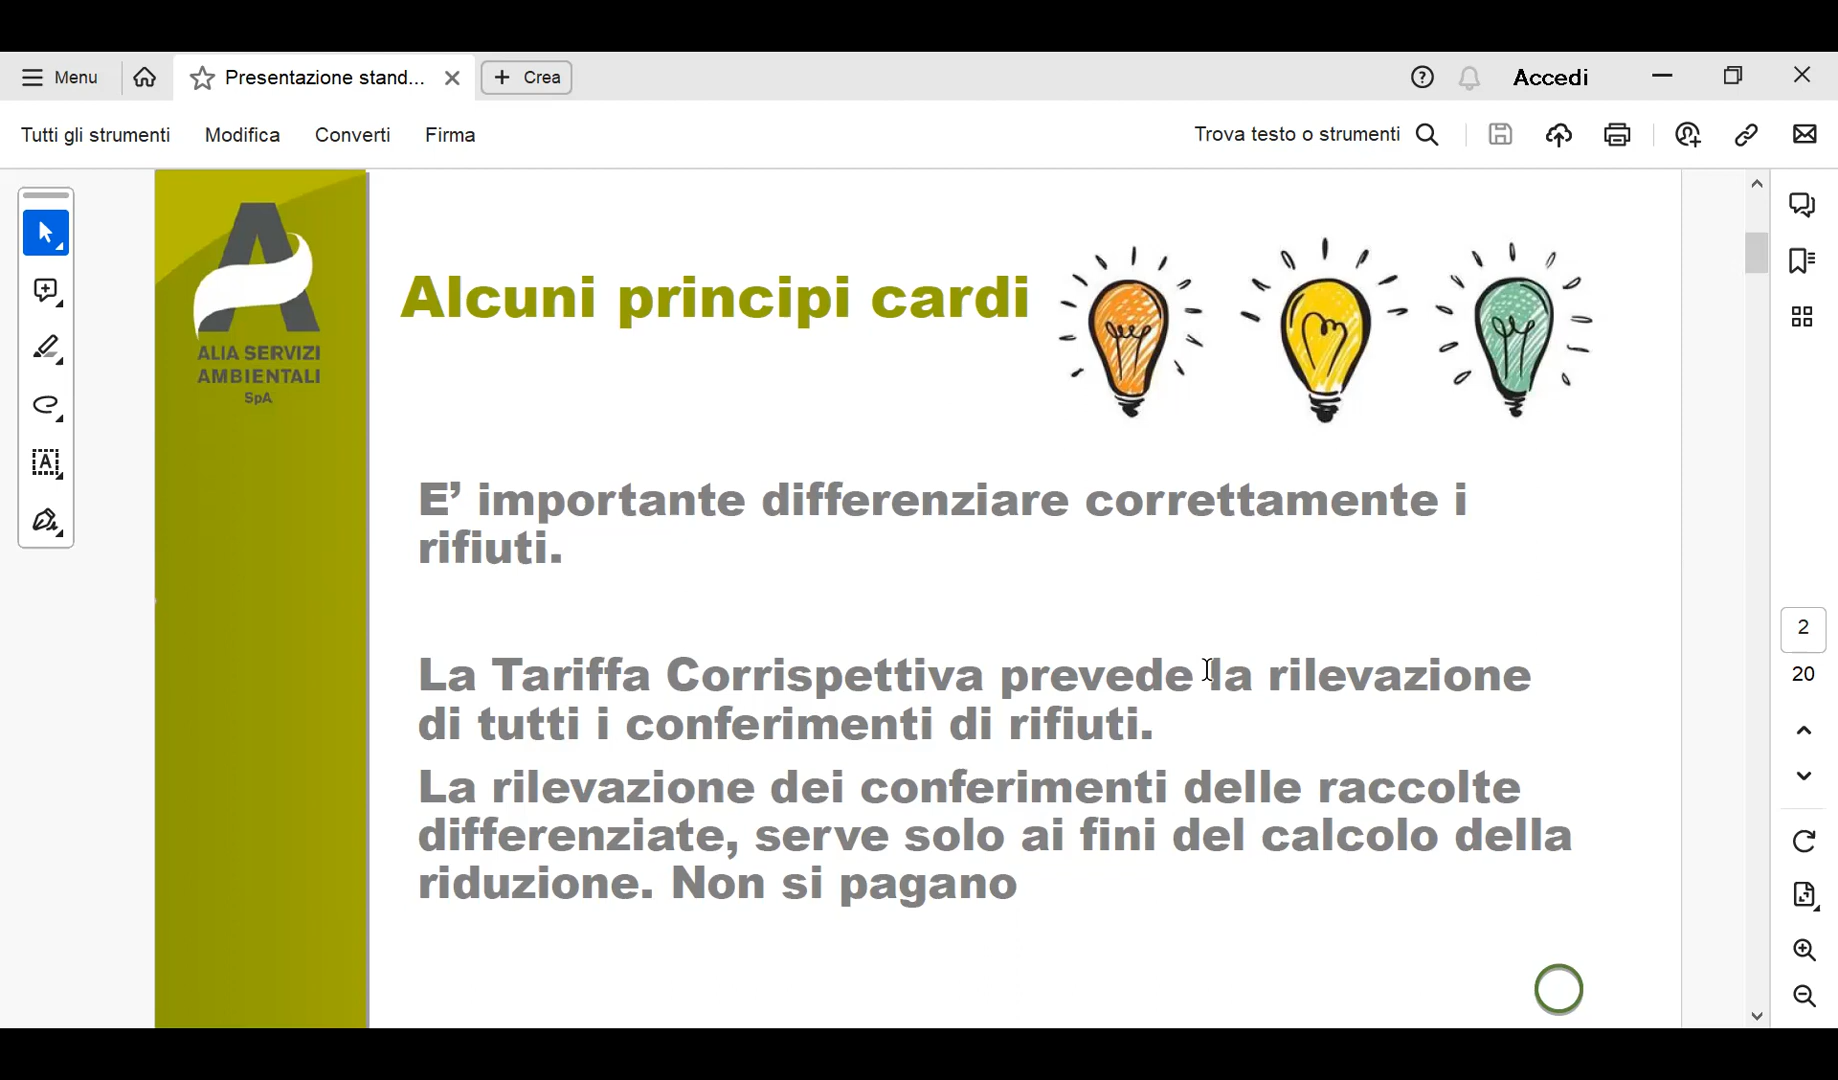 Menu
Presentazione stand...
Crea
Accedi
Tutti gli strumenti
Modifica
Converti
Firma
Trova testo o strumenti
ALIA SERVIZI
AMBIENTALI
SpA
Alcuni principi cardi
E’ importante differenziare correttamente i
rifiuti.
La Tariffa Corrispettiva prevede la rilevazione
di tutti i conferimenti di rifiuti.
La rilevazione dei conferimenti delle raccolte
differenziate, serve solo ai fini del calcolo della
riduzione. Non si pagano
2
20